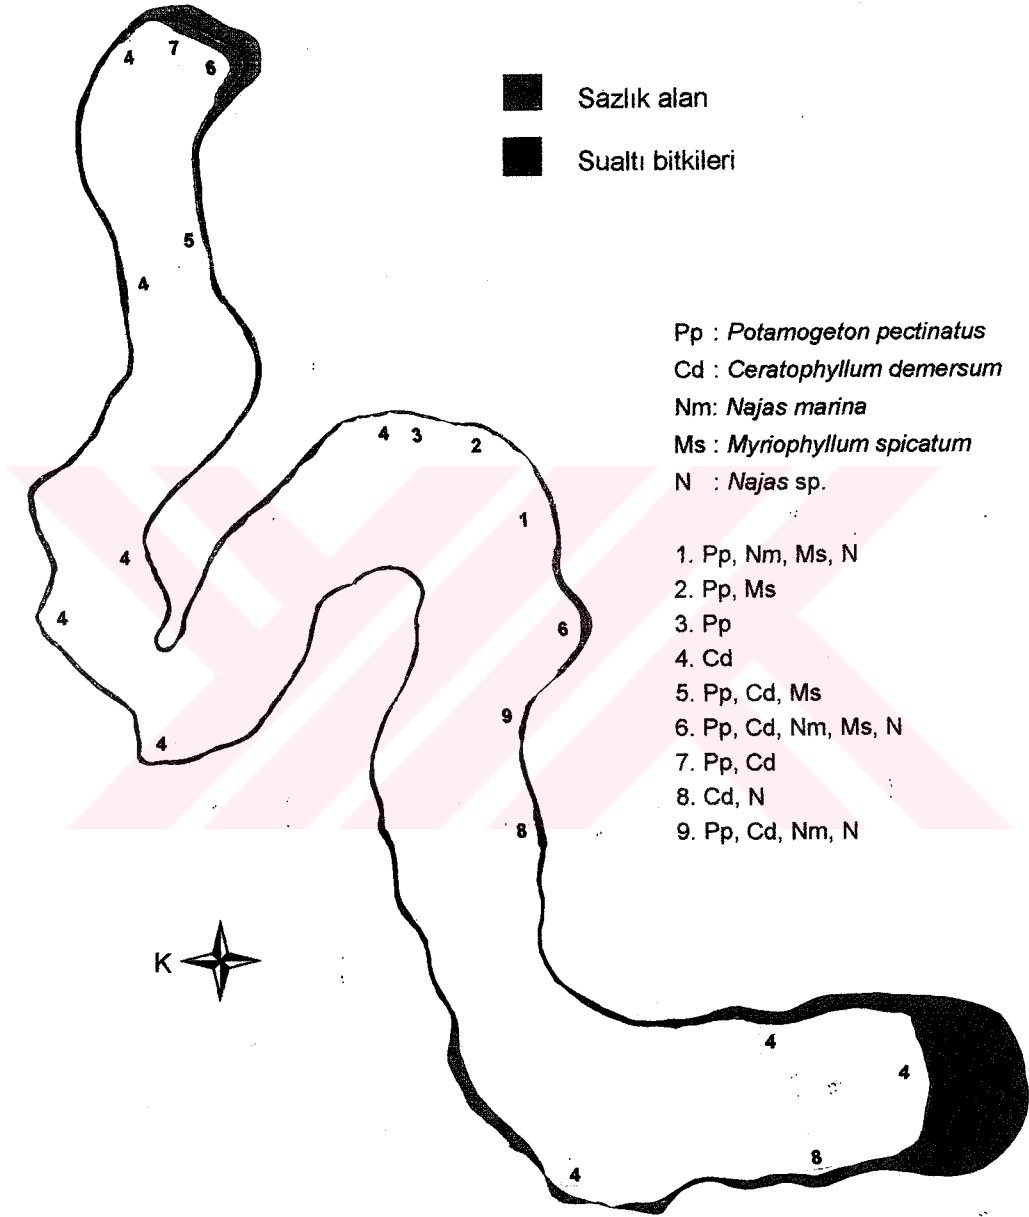 4 7 6
Sazlık alan
Sualtı bitkileri
5
4
Pp : Potamogeton pectinatus
Cd : Ceratophyllum demersum
Nm: Najas marina
Ms : Myriophyllum spicatum
N : Najas sp.
4 3 2
1
4
4
6
9
4
8
1. Pp, Nm, Ms, N
2. Pp, Ms
3. Pp
4. Cd
5. Pp, Cd, Ms
6. Pp, Cd, Nm, Ms, N
7. Pp, Cd
8. Cd, N
9. Pp, Cd, Nm, N
K
4
4
8
4